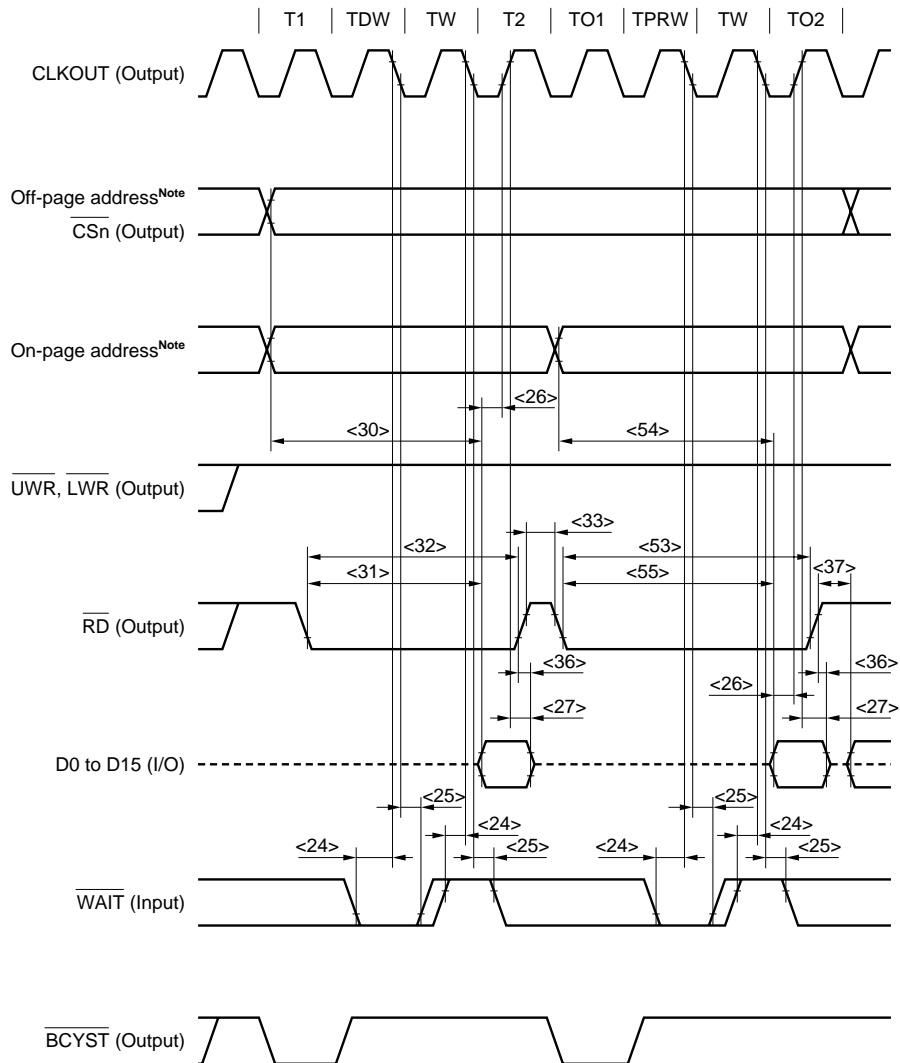 T1 TDW TW T2 TO1 TPRW TW TO2
CLKOUT (Output)
Off-page addressNote
CSn (Output)
On-page addressNote
<26>
<30> <54>
UWR, LWR (Output)
<33>
<32> <53>
<37>
<31> <55>
RD (Output)
<36> <36>
<26>
<27> <27>
D0 to D15 (I/O)
<25> <25>
<24> <24>
<24> <25> <24> <25>
WAIT (Input)
BCYST (Output)